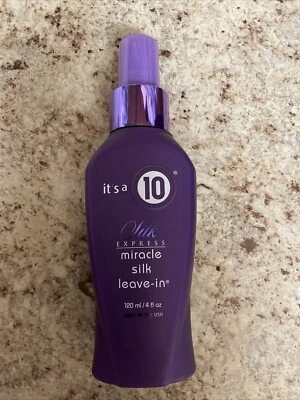 it's a 10®
Silk
EXPRESS
miracle
silk
leave-in®
120 ml / 4 fl oz
USA